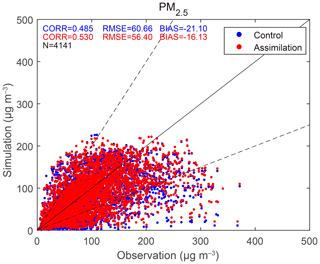 PM2.5
CORR=0.485 RMSE=60.66 BIAS=-21.10
CORR=0.530 RMSE=56.40 BIAS=-16.13
N=4141
Control
Assimilation
500
400
300
200
100
0
Simulation (μg m⁻³)
0 100 200 300 400 500
Observation (μg m⁻³)